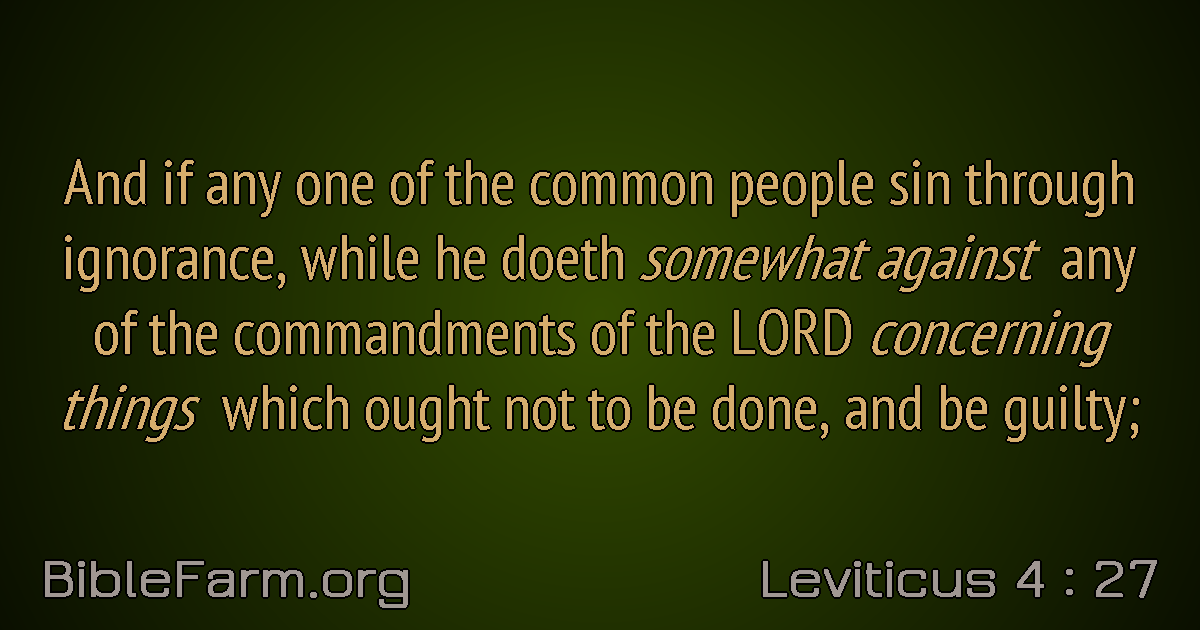 And if any one of the common people sin through
ignorance, while he doeth somewhat against any
of the commandments of the LORD concerning
things which ought not to be done, and be guilty;
BibleFarm.org
Leviticus 4 : 27